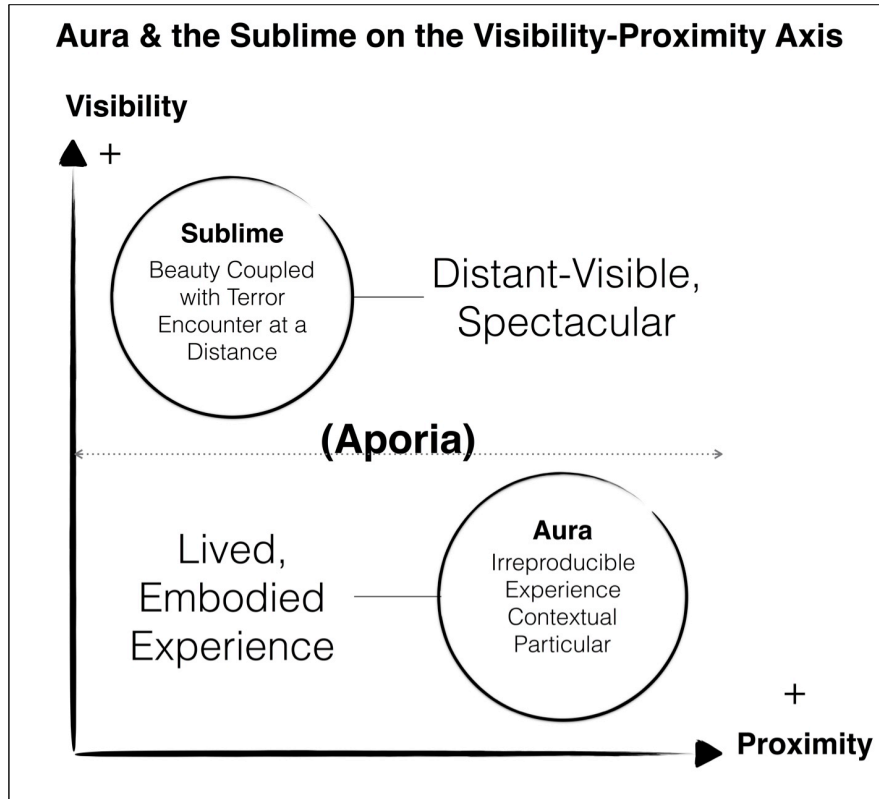 Aura & the Sublime on the Visibility-Proximity Axis
Visibility
+
Sublime
Beauty Coupled
with Terror
Encounter at a
Distance
Distant-Visible,
Spectacular
(Aporia)
Lived,
Embodied
Experience
Aura
Irreproducible
Experience
Contextual
Particular
+
Proximity